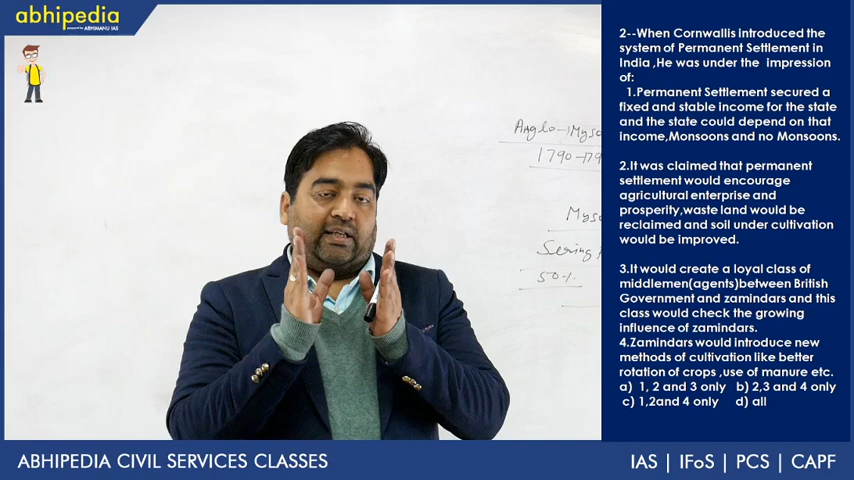 abhipedia
powered by ABHIMANU IAS
Anglo-Myso
1790-179
Myso
Sering
50%
2--When Cornwallis introduced the
system of Permanent Settlement in
India ,He was under the impression
of:
1.Permanent Settlement secured a
fixed and stable income for the state
and the state could depend on that
income,Monsoons and no Monsoons.
2.It was claimed that permanent
settlement would encourage
agricultural enterprise and
prosperity,waste land would be
reclaimed and soil under cultivation
would be improved.
3.It would create a loyal class of
middlemen(agents)between British
Government and zamindars and this
class would check the growing
influence of zamindars.
4.Zamindars would introduce new
methods of cultivation like better
rotation of crops ,use of manure etc.
a) 1, 2 and 3 only b) 2,3 and 4 only
c) 1,2and 4 only d) all
ABHIPEDIA CIVIL SERVICES CLASSES
IAS | IFoS | PCS | CAPF